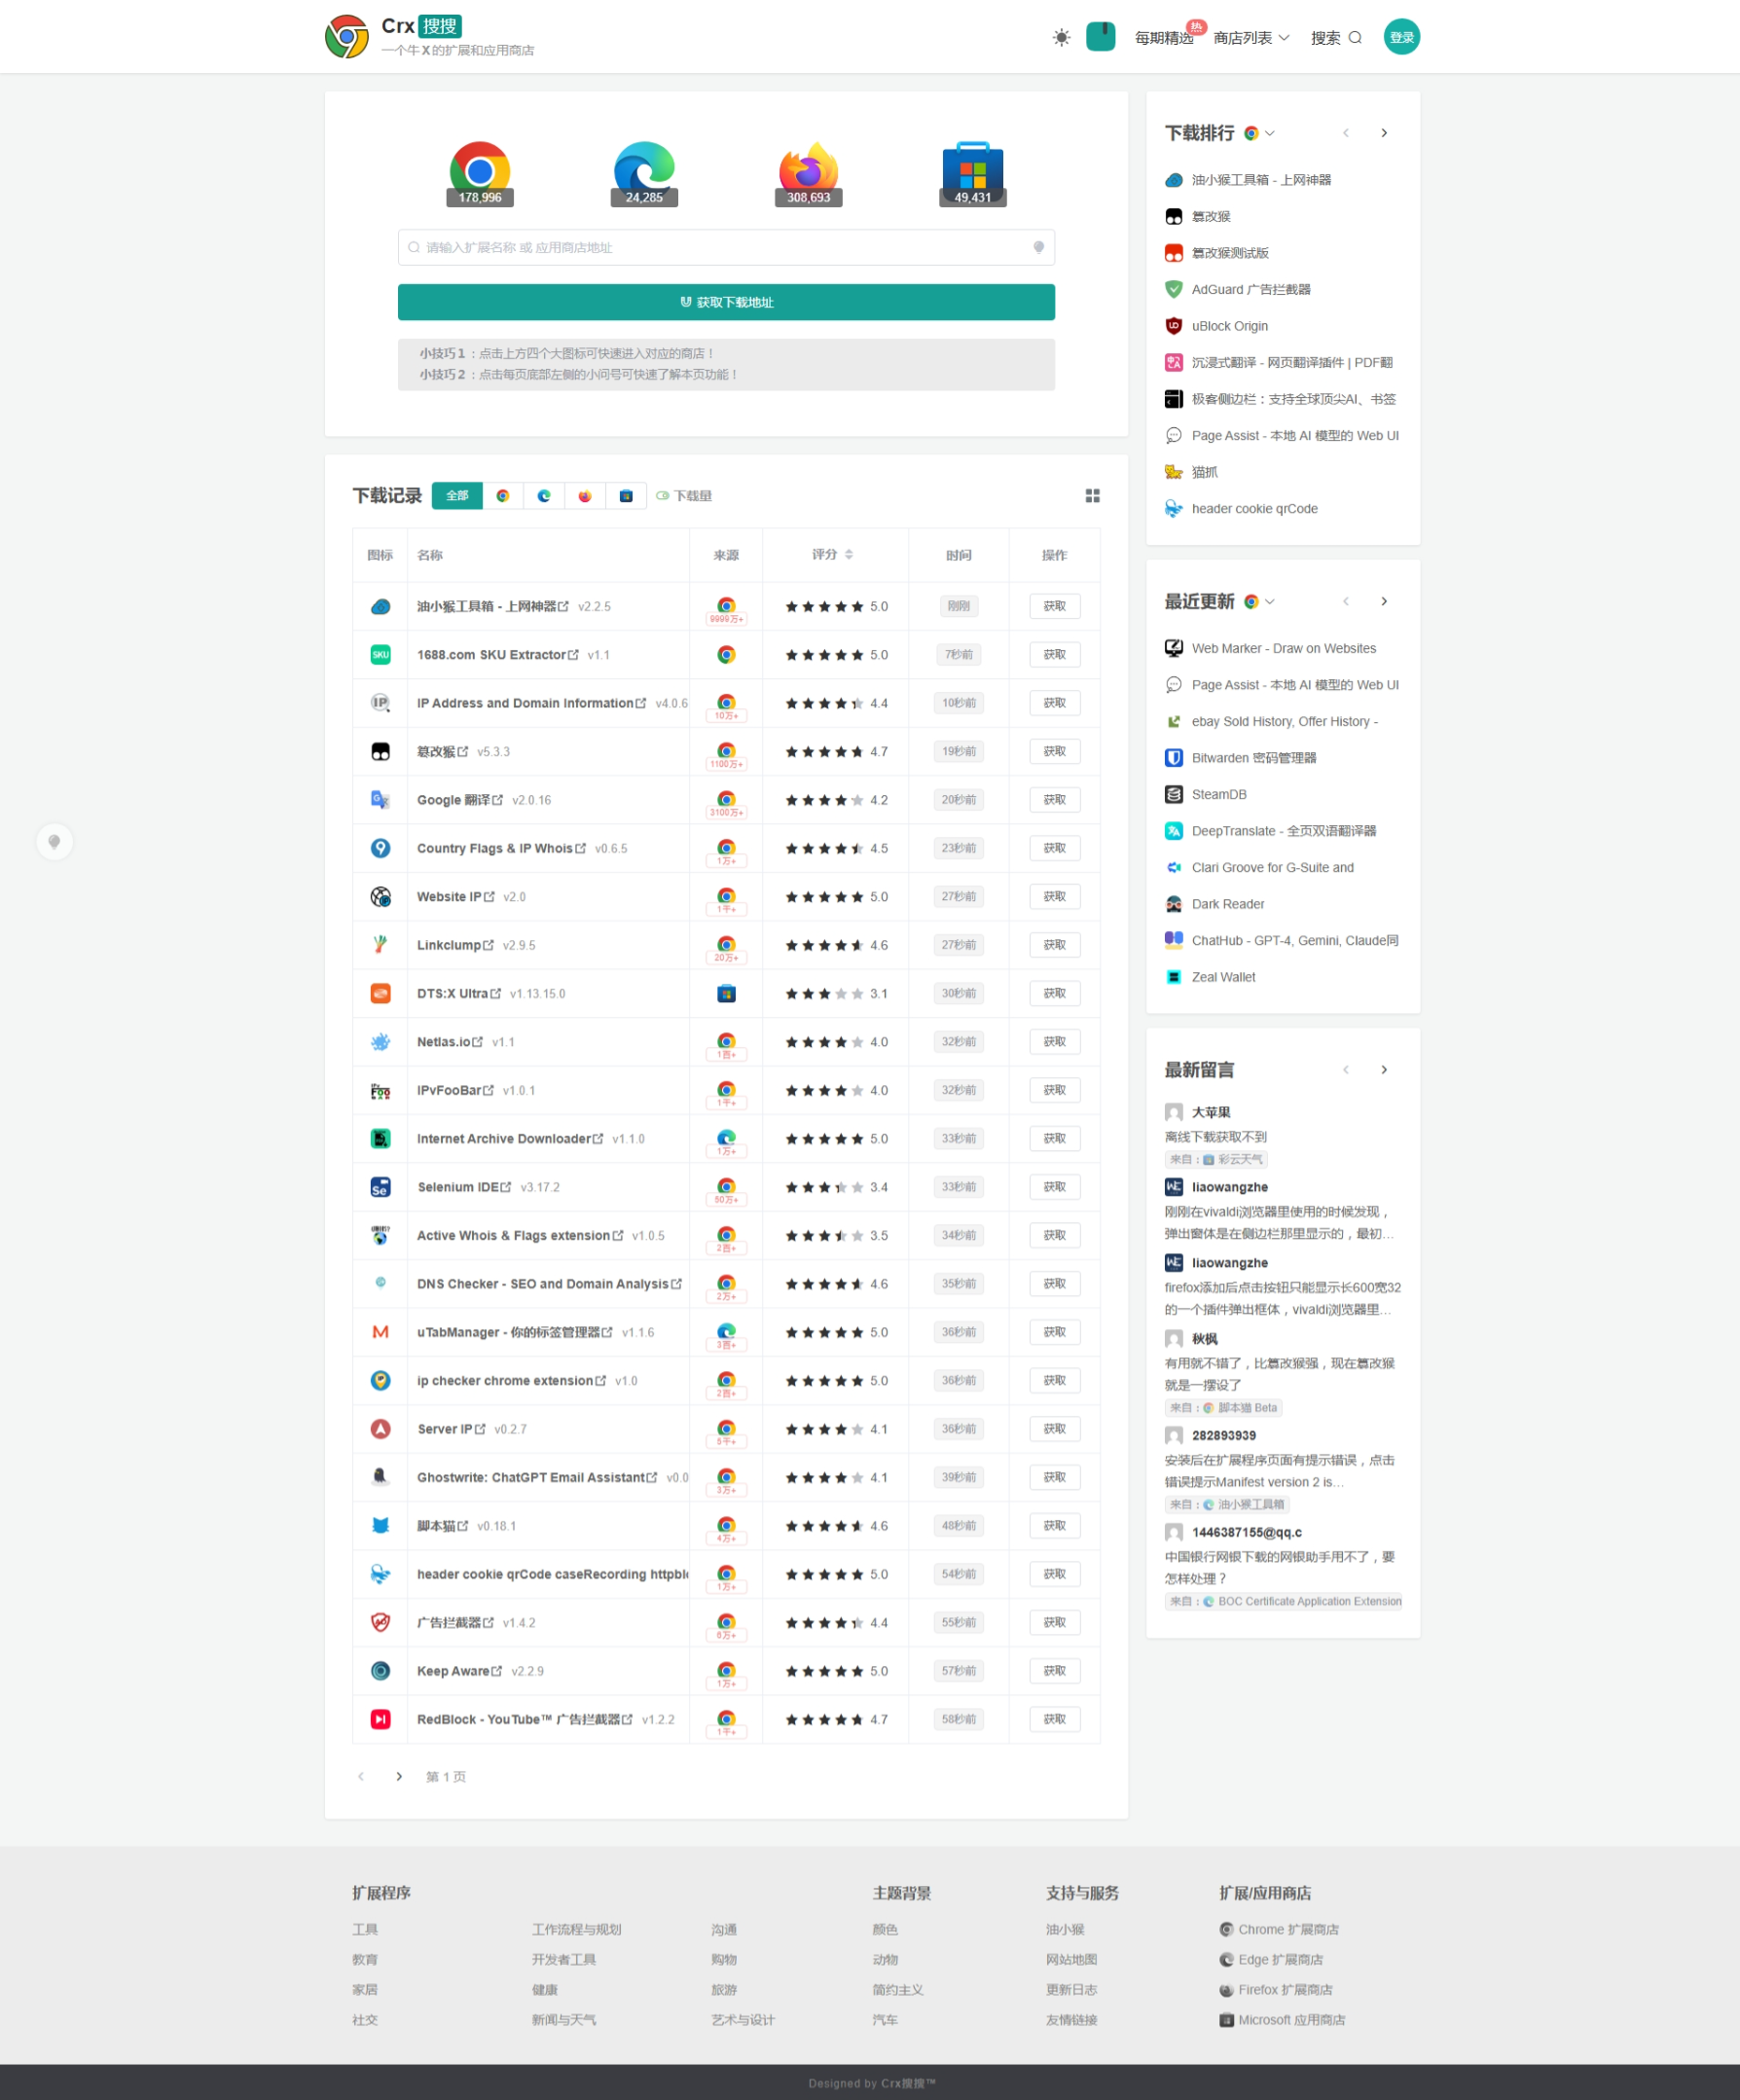 Crx 搜搜
一个牛X的扩展和应用商店
每期精选 热 商店列表 搜索 登录
178,996 24,285 308,693 49,431
请输入扩展名称 或 应用商店地址
获取下载地址
小技巧1 :点击上方四个大图标可快速进入对应的商店!
小技巧2 :点击每页底部左侧的小问号可快速了解本页功能!
下载记录 全部 下载量
图标 名称 来源 评分 时间 操作
油小猴工具箱 - 上网神器 v2.2.5 9999万+ 5.0 刚刚 获取
SKU 1688.com SKU Extractor v1.1 5.0 7秒前 获取
IP IP Address and Domain Information v4.0.6 10万+ 4.4 10秒前 获取
篡改猴 v5.3.3 1100万+ 4.7 19秒前 获取
Google 翻译 v2.0.16 3100万+ 4.2 20秒前 获取
Country Flags & IP Whois v0.6.5 1万+ 4.5 23秒前 获取
Website IP v2.0 1千+ 5.0 27秒前 获取
Linkclump v2.9.5 20万+ 4.6 27秒前 获取
DTS:X Ultra v1.13.15.0 3.1 30秒前 获取
Netlas.io v1.1 1百+ 4.0 32秒前 获取
IPvFooBar v1.0.1 1千+ 4.0 32秒前 获取
Internet Archive Downloader v1.1.0 1万+ 5.0 33秒前 获取
Se Selenium IDE v3.17.2 50万+ 3.4 33秒前 获取
Active Whois & Flags extension v1.0.5 2百+ 3.5 34秒前 获取
DNS Checker - SEO and Domain Analysis 2万+ 4.6 35秒前 获取
uTabManager - 你的标签管理器 v1.1.6 3百+ 5.0 36秒前 获取
ip checker chrome extension v1.0 2百+ 5.0 36秒前 获取
Server IP v0.2.7 5千+ 4.1 36秒前 获取
Ghostwrite: ChatGPT Email Assistant v0.0 3万+ 4.1 39秒前 获取
脚本猫 v0.18.1 4万+ 4.6 48秒前 获取
header cookie qrCode caseRecording httpbl 1万+ 5.0 54秒前 获取
广告拦截器 v1.4.2 6万+ 4.4 55秒前 获取
Keep Aware v2.2.9 1万+ 5.0 57秒前 获取
RedBlock - YouTube™ 广告拦截器 v1.2.2 1千+ 4.7 58秒前 获取
第 1 页
下载排行
油小猴工具箱 - 上网神器
篡改猴
篡改猴测试版
AdGuard 广告拦截器
uBlock Origin
沉浸式翻译 - 网页翻译插件 | PDF翻
极客侧边栏:支持全球顶尖AI、书签
Page Assist - 本地 AI 模型的 Web UI
猫抓
header cookie qrCode
最近更新
Web Marker - Draw on Websites
Page Assist - 本地 AI 模型的 Web UI
ebay Sold History, Offer History -
Bitwarden 密码管理器
SteamDB
DeepTranslate - 全页双语翻译器
Clari Groove for G-Suite and
Dark Reader
ChatHub - GPT-4, Gemini, Claude同
Zeal Wallet
最新留言
大苹果
离线下载获取不到
来自: 彩云天气
liaowangzhe
刚刚在vivaldi浏览器里使用的时候发现,
弹出窗体是在侧边栏那里显示的,最初…
liaowangzhe
firefox添加后点击按钮只能显示长600宽32
的一个插件弹出框体,vivaldi浏览器里…
秋枫
有用就不错了,比篡改猴强,现在篡改猴
就是一摆设了
来自: 脚本猫 Beta
282893939
安装后在扩展程序页面有提示错误,点击
错误提示Manifest version 2 is…
来自: 油小猴工具箱
1446387155@qq.c
中国银行网银下载的网银助手用不了,要
怎样处理?
来自: BOC Certificate Application Extension
扩展程序 主题背景 支持与服务 扩展/应用商店
工具 工作流程与规划 沟通 颜色 油小猴 Chrome 扩展商店
教育 开发者工具 购物 动物 网站地图 Edge 扩展商店
家居 健康 旅游 简约主义 更新日志 Firefox 扩展商店
社交 新闻与天气 艺术与设计 汽车 友情链接 Microsoft 应用商店
Designed by Crx搜搜™